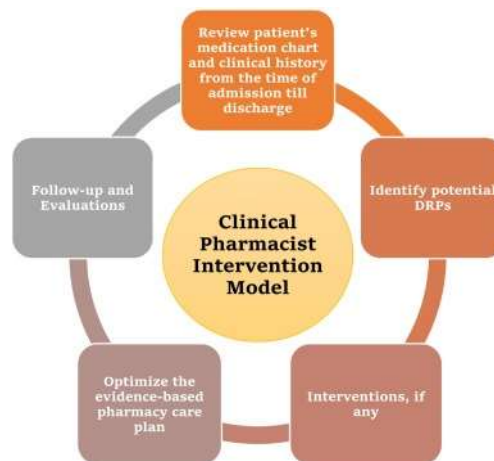 Review patient's
medication chart
and clinical history
from the time of
admission till
discharge
Identify potential
DRPs
Interventions, if
any
Optimize the
evidence-based
pharmacy care
plan
Follow-up and
Evaluations
Clinical
Pharmacist
Intervention
Model